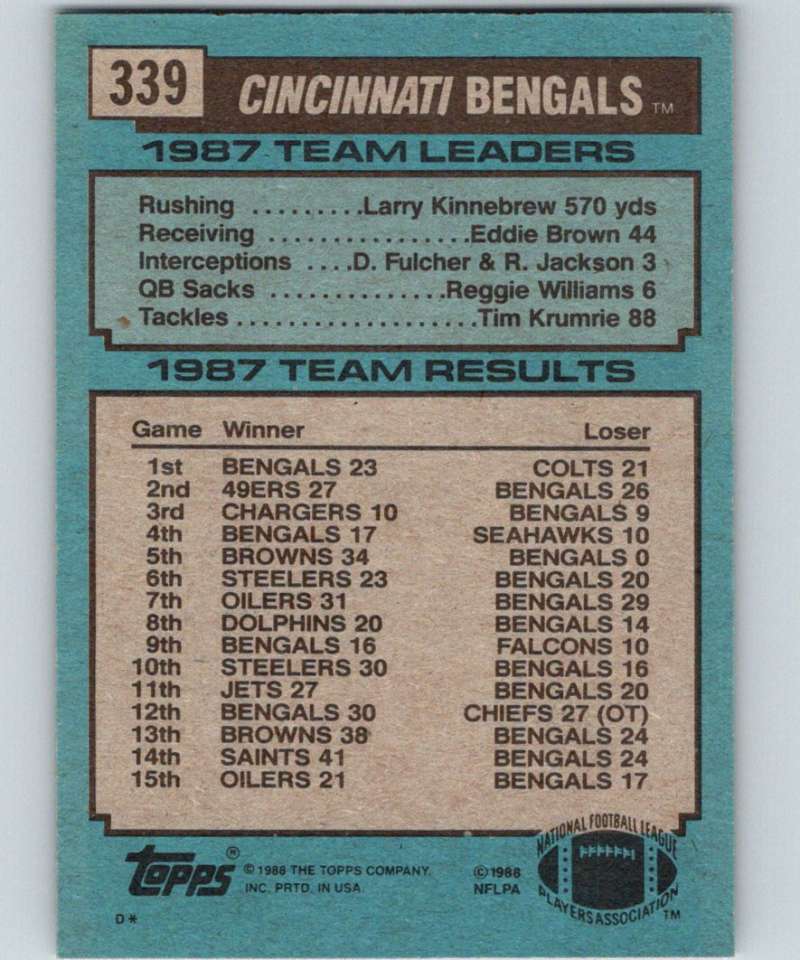 339
CINCINNATI BENGALS ™
1987 TEAM LEADERS
Rushing .........Larry Kinnebrew 570 yds
Receiving .................Eddie Brown 44
Interceptions ....D. Fulcher & R. Jackson 3
QB Sacks ...............Reggie Williams 6
Tackles.....................Tim Krumrie 88
1987 TEAM RESULTS
Game Winner Loser
1st BENGALS 23 COLTS 21
2nd 49ERS 27 BENGALS 26
3rd CHARGERS 10 BENGALS 9
4th BENGALS 17 SEAHAWKS 10
5th BROWNS 34 BENGALS 0
6th STEELERS 23 BENGALS 20
7th OILERS 31 BENGALS 29
8th DOLPHINS 20 BENGALS 14
9th BENGALS 16 FALCONS 10
10th STEELERS 30 BENGALS 16
11th JETS 27 BENGALS 20
12th BENGALS 30 CHIEFS 27 (OT)
13th BROWNS 38 BENGALS 24
14th SAINTS 41 BENGALS 24
15th OILERS 21 BENGALS 17
TOPPS ® © 1988 THE TOPPS COMPANY,
INC. PRTD. IN USA.
© 1988
NFLPA
NATIONAL FOOTBALL LEAGUE
PLAYERS ASSOCIATION ™
D*